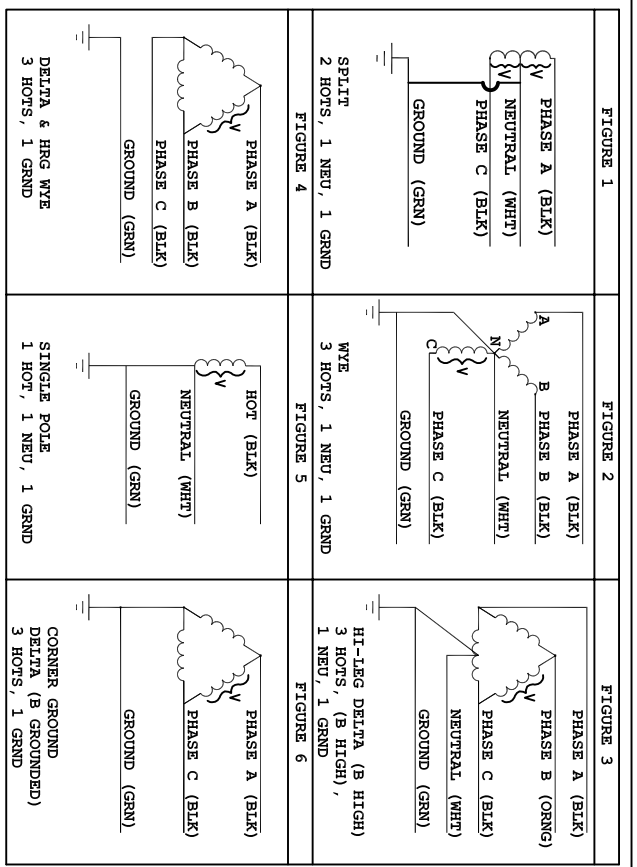 FIGURE 1
PHASE A (BLK)
V
NEUTRAL (WHT)
V
PHASE C (BLK)
GROUND (GRN)
SPLIT
2 HOTS, 1 NEU, 1 GRND
FIGURE 2
PHASE A (BLK)
A
B
PHASE B (BLK)
N
NEUTRAL (WHT)
C
V
PHASE C (BLK)
GROUND (GRN)
WYE
3 HOTS, 1 NEU, 1 GRND
FIGURE 3
PHASE A (BLK)
PHASE B (ORNG)
V
PHASE C (BLK)
NEUTRAL (WHT)
GROUND (GRN)
HI-LEG DELTA (B HIGH)
3 HOTS, (B HIGH),
1 NEU, 1 GRND
FIGURE 4
PHASE A (BLK)
V
PHASE B (BLK)
PHASE C (BLK)
GROUND (GRN)
DELTA & HRG WYE
3 HOTS, 1 GRND
FIGURE 5
HOT (BLK)
V
NEUTRAL (WHT)
GROUND (GRN)
SINGLE POLE
1 HOT, 1 NEU, 1 GRND
FIGURE 6
PHASE A (BLK)
V
PHASE C (BLK)
GROUND (GRN)
CORNER GROUND
DELTA (B GROUNDED)
3 HOTS, 1 GRND